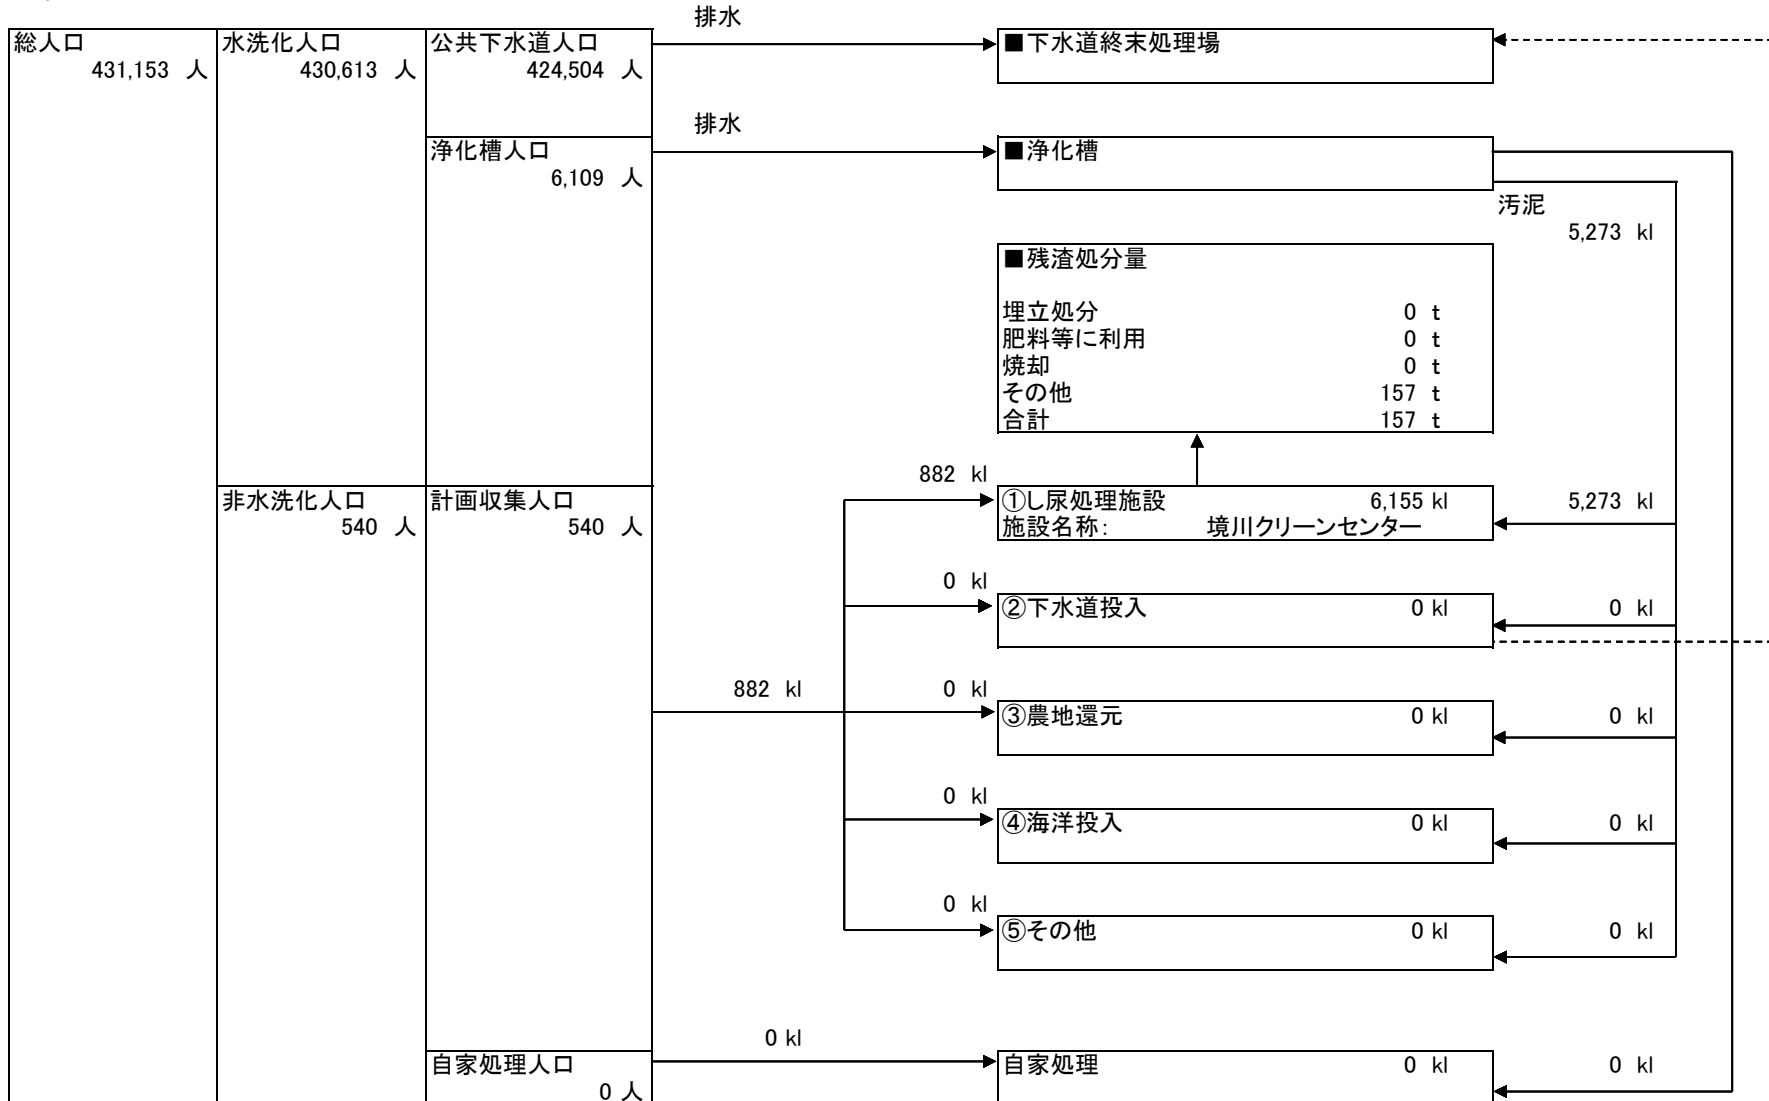 排水
総人口 水洗化人口 公共下水道人口 ■下水道終末処理場
431,153 人 430,613 人 424,504 人
排水
浄化槽人口 ■浄化槽
6,109 人
汚泥
5,273 kl
■残渣処分量
埋立処分 0 t
肥料等に利用 0 t
焼却 0 t
その他 157 t
合計 157 t
882 kl
非水洗化人口 計画収集人口 ①し尿処理施設 6,155 kl 5,273 kl
540 人 540 人 施設名称: 境川クリーンセンター
0 kl
②下水道投入 0 kl 0 kl
882 kl 0 kl
③農地還元 0 kl 0 kl
0 kl
④海洋投入 0 kl 0 kl
0 kl
⑤その他 0 kl 0 kl
0 kl
自家処理人口 自家処理 0 kl 0 kl
0 人